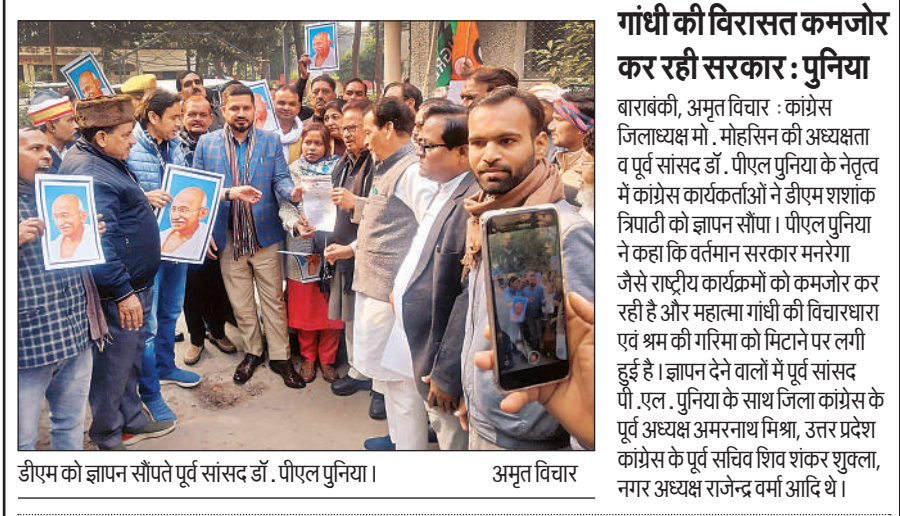 गांधी की विरासत कमजोर
कर रही सरकार : पुनिया
बाराबंकी, अमृत विचार : कांग्रेस
जिलाध्यक्ष मो . मोहसिन की अध्यक्षता
व पूर्व सांसद डॉ . पीएल पुनिया के नेतृत्व
में कांग्रेस कार्यकर्ताओं ने डीएम शशांक
त्रिपाठी को ज्ञापन सौंपा । पीएल पुनिया
ने कहा कि वर्तमान सरकार मनरेगा
जैसे राष्ट्रीय कार्यक्रमों को कमजोर कर
रही है और महात्मा गांधी की विचारधारा
एवं श्रम की गरिमा को मिटाने पर लगी
हुई है । ज्ञापन देने वालों में पूर्व सांसद
पी .एल . पुनिया के साथ जिला कांग्रेस के
पूर्व अध्यक्ष अमरनाथ मिश्रा, उत्तर प्रदेश
कांग्रेस के पूर्व सचिव शिव शंकर शुक्ला,
नगर अध्यक्ष राजेन्द्र वर्मा आदि थे ।
डीएम को ज्ञापन सौंपते पूर्व सांसद डॉ . पीएल पुनिया ।
अमृत विचार